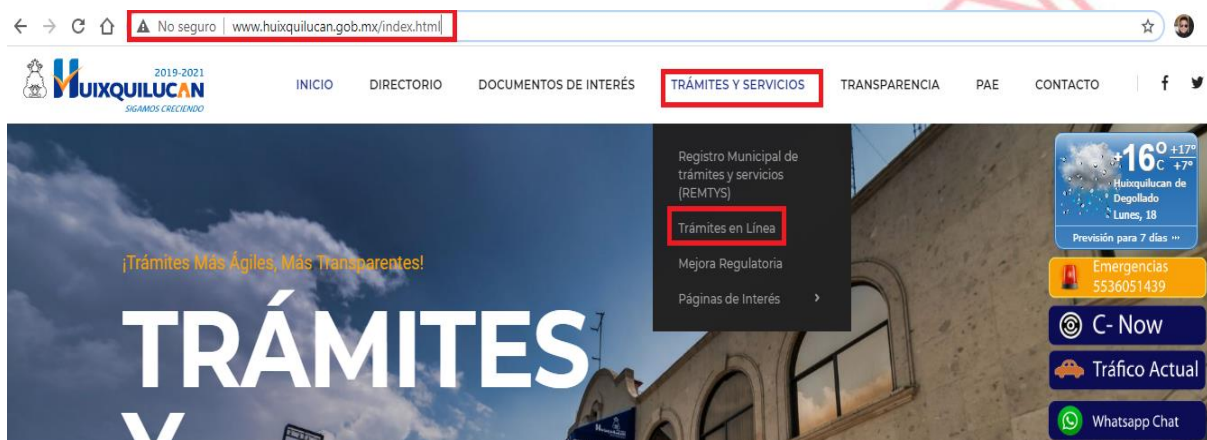 No seguro | www.huixquilucan.gob.mx/index.html
2019-2021
HUIXQUILUCAN
SIGAMOS CRECIENDO
INICIO DIRECTORIO DOCUMENTOS DE INTERÉS TRÁMITES Y SERVICIOS TRANSPARENCIA PAE CONTACTO
Registro Municipal de
trámites y servicios
(REMTYS)
Trámites en Línea
Mejora Regulatoria
Páginas de Interés
+16°C +17° +7°
Huixquilucan de
Degollado
Lunes, 18
Previsión para 7 días
Emergencias
5536051439
C- Now
Tráfico Actual
Whatsapp Chat
¡Trámites Más Ágiles, Más Transparentes!
TRÁMITES
Y